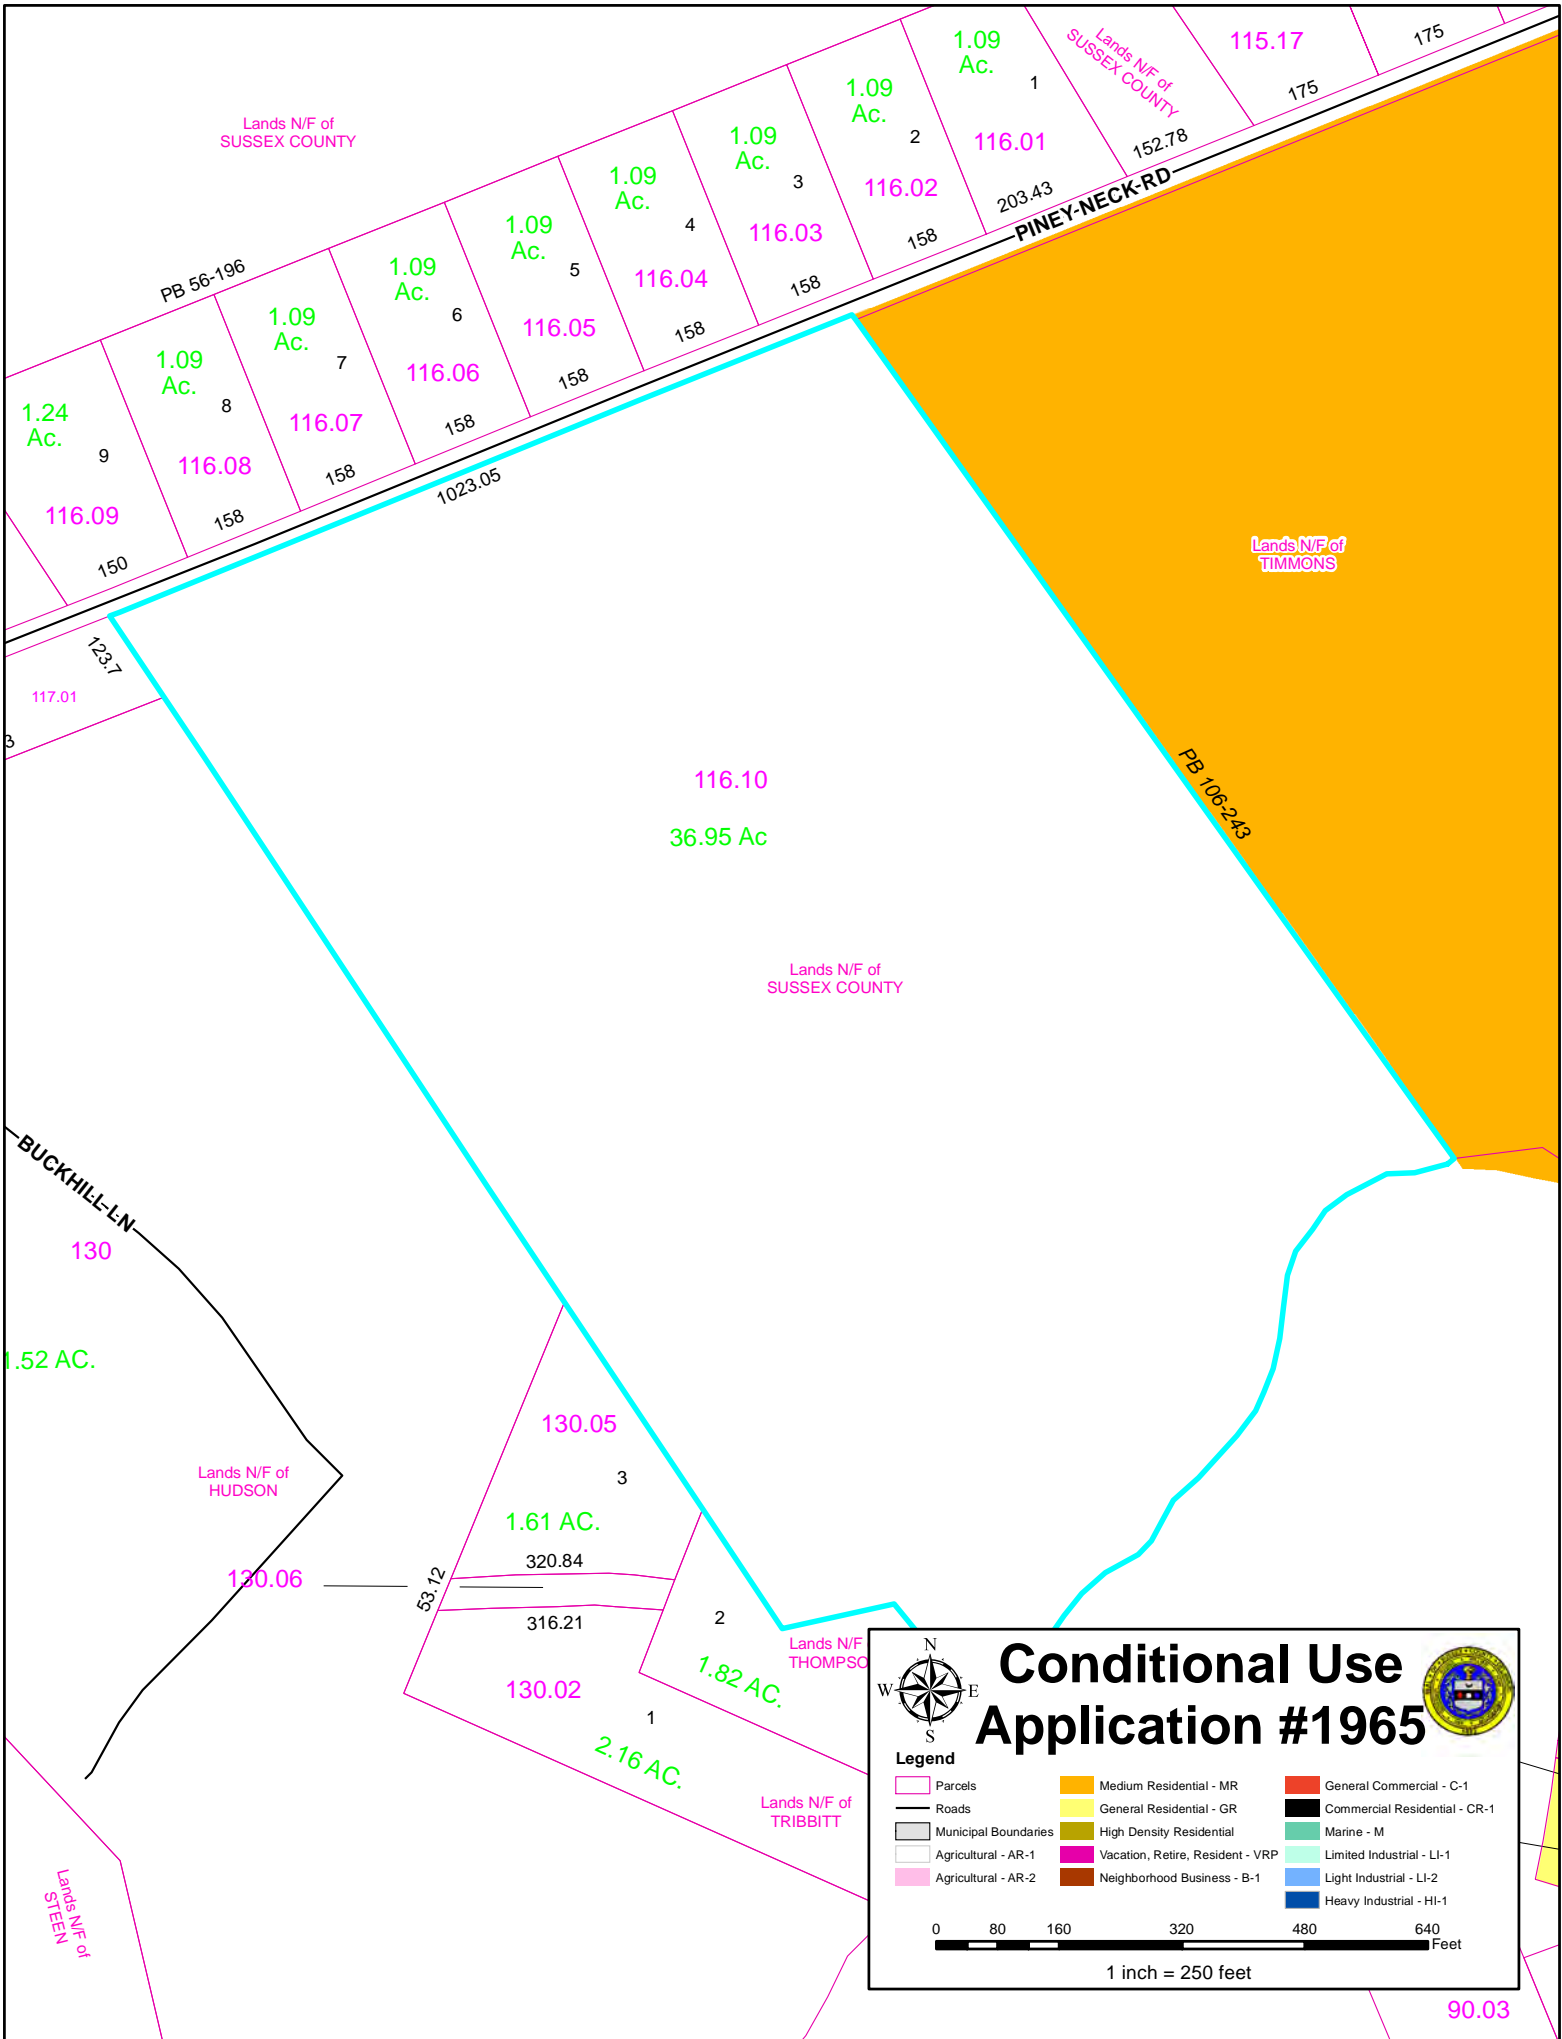 1.09
Ac.
1
116.01
Lands N/F of
SUSSEX COUNTY
115.17
175
175
152.78
203.43
PINEY-NECK-RD
Lands N/F of
SUSSEX COUNTY
1.09
Ac.
2
116.02
158
1.09
Ac.
3
116.03
158
1.09
Ac.
4
116.04
158
1.09
Ac.
5
116.05
158
1.09
Ac.
6
116.06
158
PB 56-196
1.09
Ac.
7
116.07
158
1.09
Ac.
8
116.08
158
1.24
Ac.
9
116.09
150
1023.05
Lands N/F of
TIMMONS
123.7
117.01
3
116.10
36.95 Ac
PB 106-243
Lands N/F of
SUSSEX COUNTY
BUCKHILL-LN
130
1.52 AC.
Lands N/F of
HUDSON
130.05
3
1.61 AC.
320.84
130.06
53.12
316.21
2
1.82 AC.
Lands N/F
THOMPSO
130.02
1
2.16 AC.
Lands N/F of
TRIBBITT
Lands N/F of
STEEN
N
W
E
S
Conditional Use
Application #1965
Legend
Parcels
Roads
Municipal Boundaries
Agricultural - AR-1
Agricultural - AR-2
Medium Residential - MR
General Residential - GR
High Density Residential
Vacation, Retire, Resident - VRP
Neighborhood Business - B-1
General Commercial - C-1
Commercial Residential - CR-1
Marine - M
Limited Industrial - LI-1
Light Industrial - LI-2
Heavy Industrial - HI-1
0 80 160 320 480 640
Feet
1 inch = 250 feet
90.03